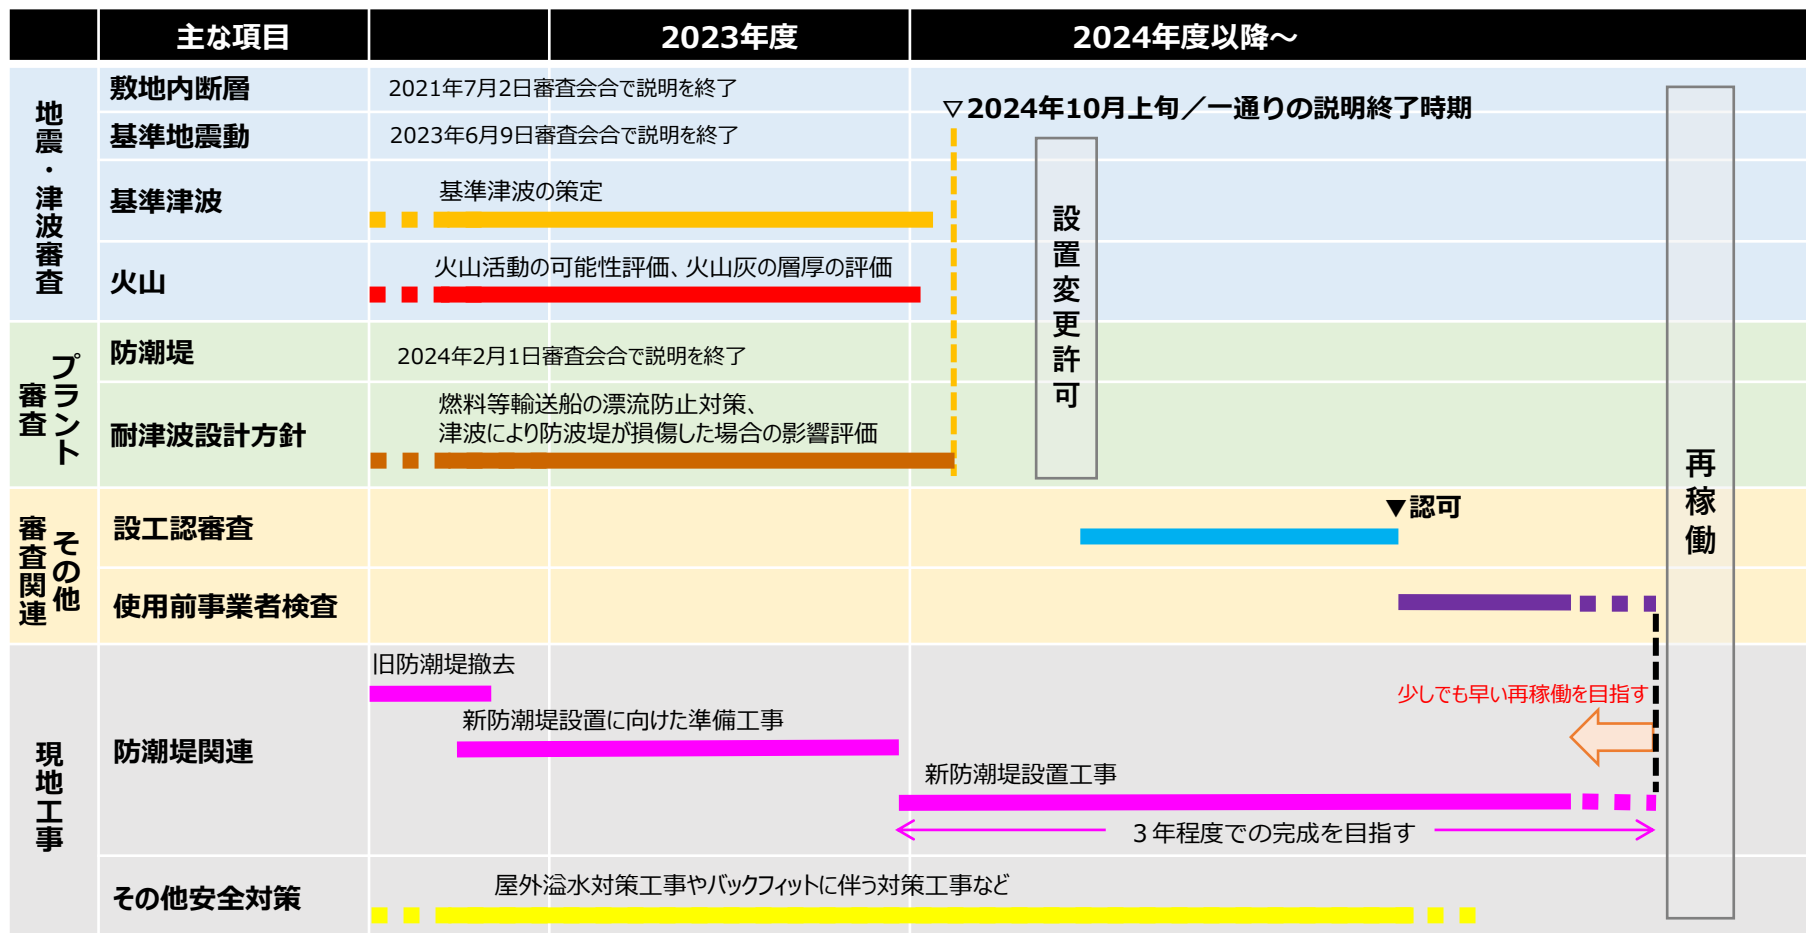 主な項目
2023年度
2024年度以降～
地震・津波審査
敷地内断層
2021年7月2日審査会合で説明を終了
▽2024年10月上旬／一通りの説明終了時期
基準地震動
2023年6月9日審査会合で説明を終了
基準津波
基準津波の策定
火山
火山活動の可能性評価、火山灰の層厚の評価
設置変更許可
プラント審査
防潮堤
2024年2月1日審査会合で説明を終了
耐津波設計方針
燃料等輸送船の漂流防止対策、
津波により防波堤が損傷した場合の影響評価
再稼働
その他審査関連
設工認審査
▼認可
使用前事業者検査
現地工事
防潮堤関連
旧防潮堤撤去
新防潮堤設置に向けた準備工事
少しでも早い再稼働を目指す
新防潮堤設置工事
３年程度での完成を目指す
その他安全対策
屋外溢水対策工事やバックフィットに伴う対策工事など